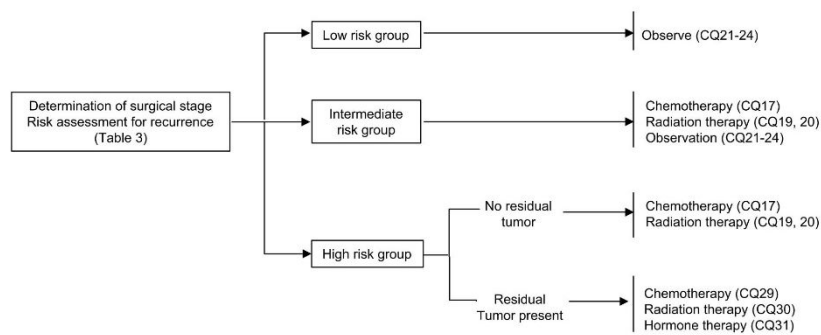 Determination of surgical stage
Risk assessment for recurrence
(Table 3)
Low risk group
Observe (CQ21-24)
Intermediate
risk group
Chemotherapy (CQ17)
Radiation therapy (CQ19, 20)
Observation (CQ21-24)
High risk group
No residual
tumor
Chemotherapy (CQ17)
Radiation therapy (CQ19, 20)
Residual
Tumor present
Chemotherapy (CQ29)
Radiation therapy (CQ30)
Hormone therapy (CQ31)